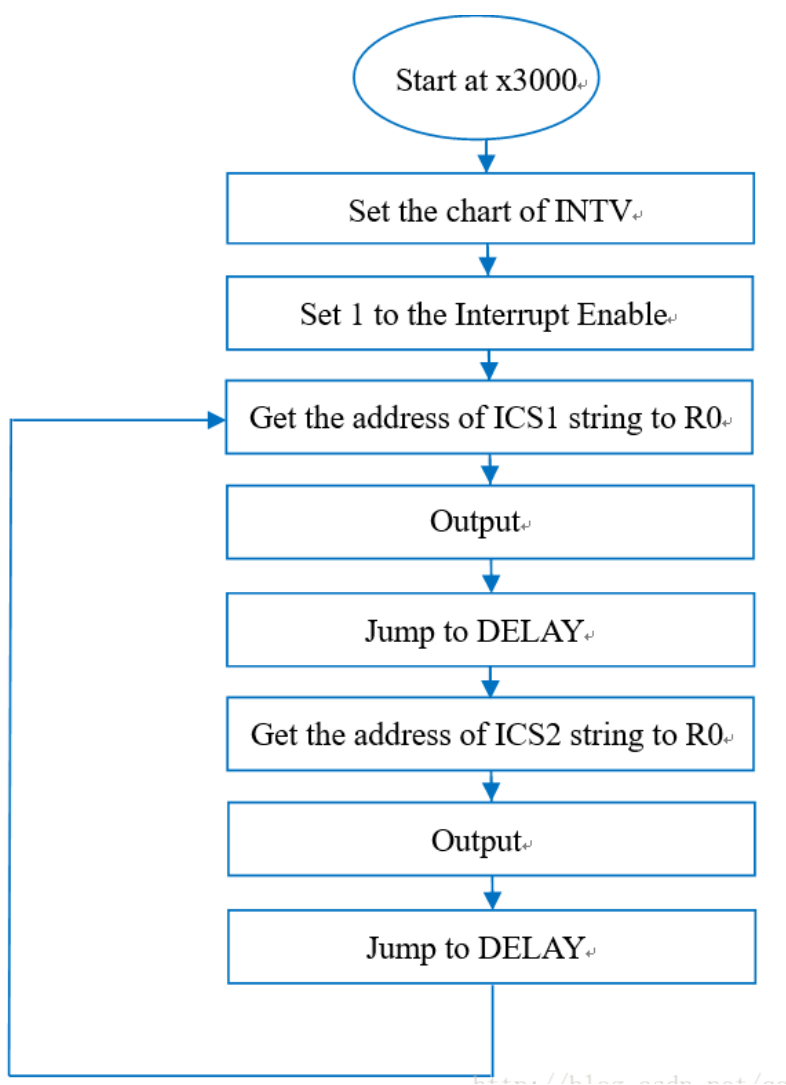 Start at x3000
Set the chart of INTV
Set 1 to the Interrupt Enable
Get the address of ICS1 string to R0
Output
Jump to DELAY
Get the address of ICS2 string to R0
Output
Jump to DELAY